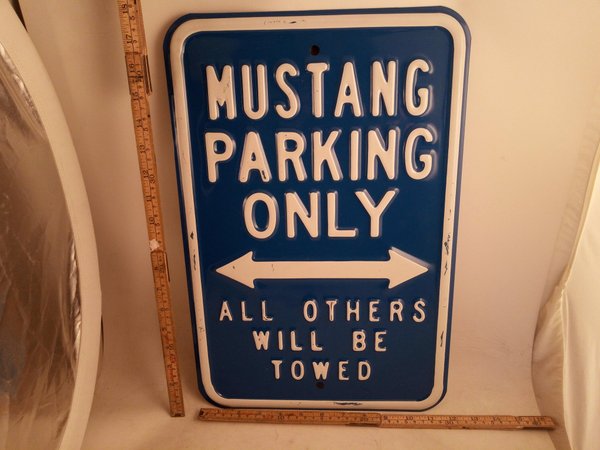 MUSTANG
PARKING
ONLY
ALL OTHERS
WILL BE
TOWED